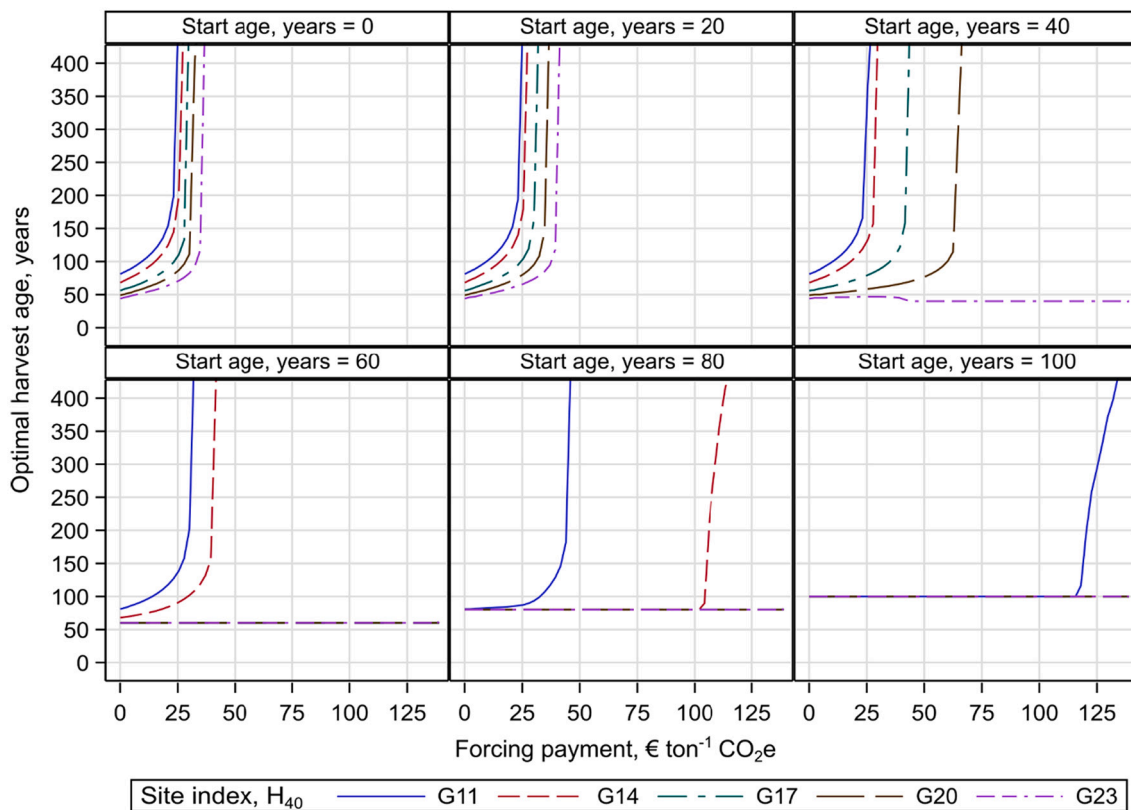 Start age, years = 0
Start age, years = 20
Start age, years = 40
400
350
300
250
200
150
100
50
0
Start age, years = 60
Start age, years = 80
Start age, years = 100
400
350
300
250
200
150
100
50
0
Optimal harvest age, years
0 25 50 75 100 125
0 25 50 75 100 125
0 25 50 75 100 125
Forcing payment, € ton⁻¹ CO₂e
Site index, H₄₀ G11 G14 G17 G20 G23